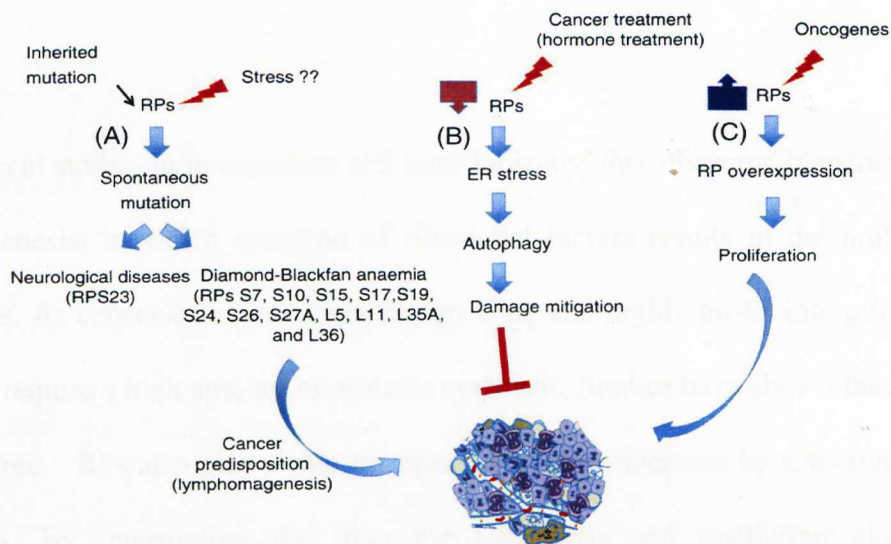 Inherited
mutation
Stress ??
RPs
(A)
Spontaneous
mutation
Neurological diseases
(RPS23)
Diamond-Blackfan anaemia
(RPs S7, S10, S15, S17,S19,
S24, S26, S27A, L5, L11, L35A,
and L36)
Cancer
predisposition
(lymphomagenesis)
Cancer treatment
(hormone treatment)
RPs
(B)
ER stress
Autophagy
Damage mitigation
Oncogenes
RPs
(C)
RP overexpression
Proliferation